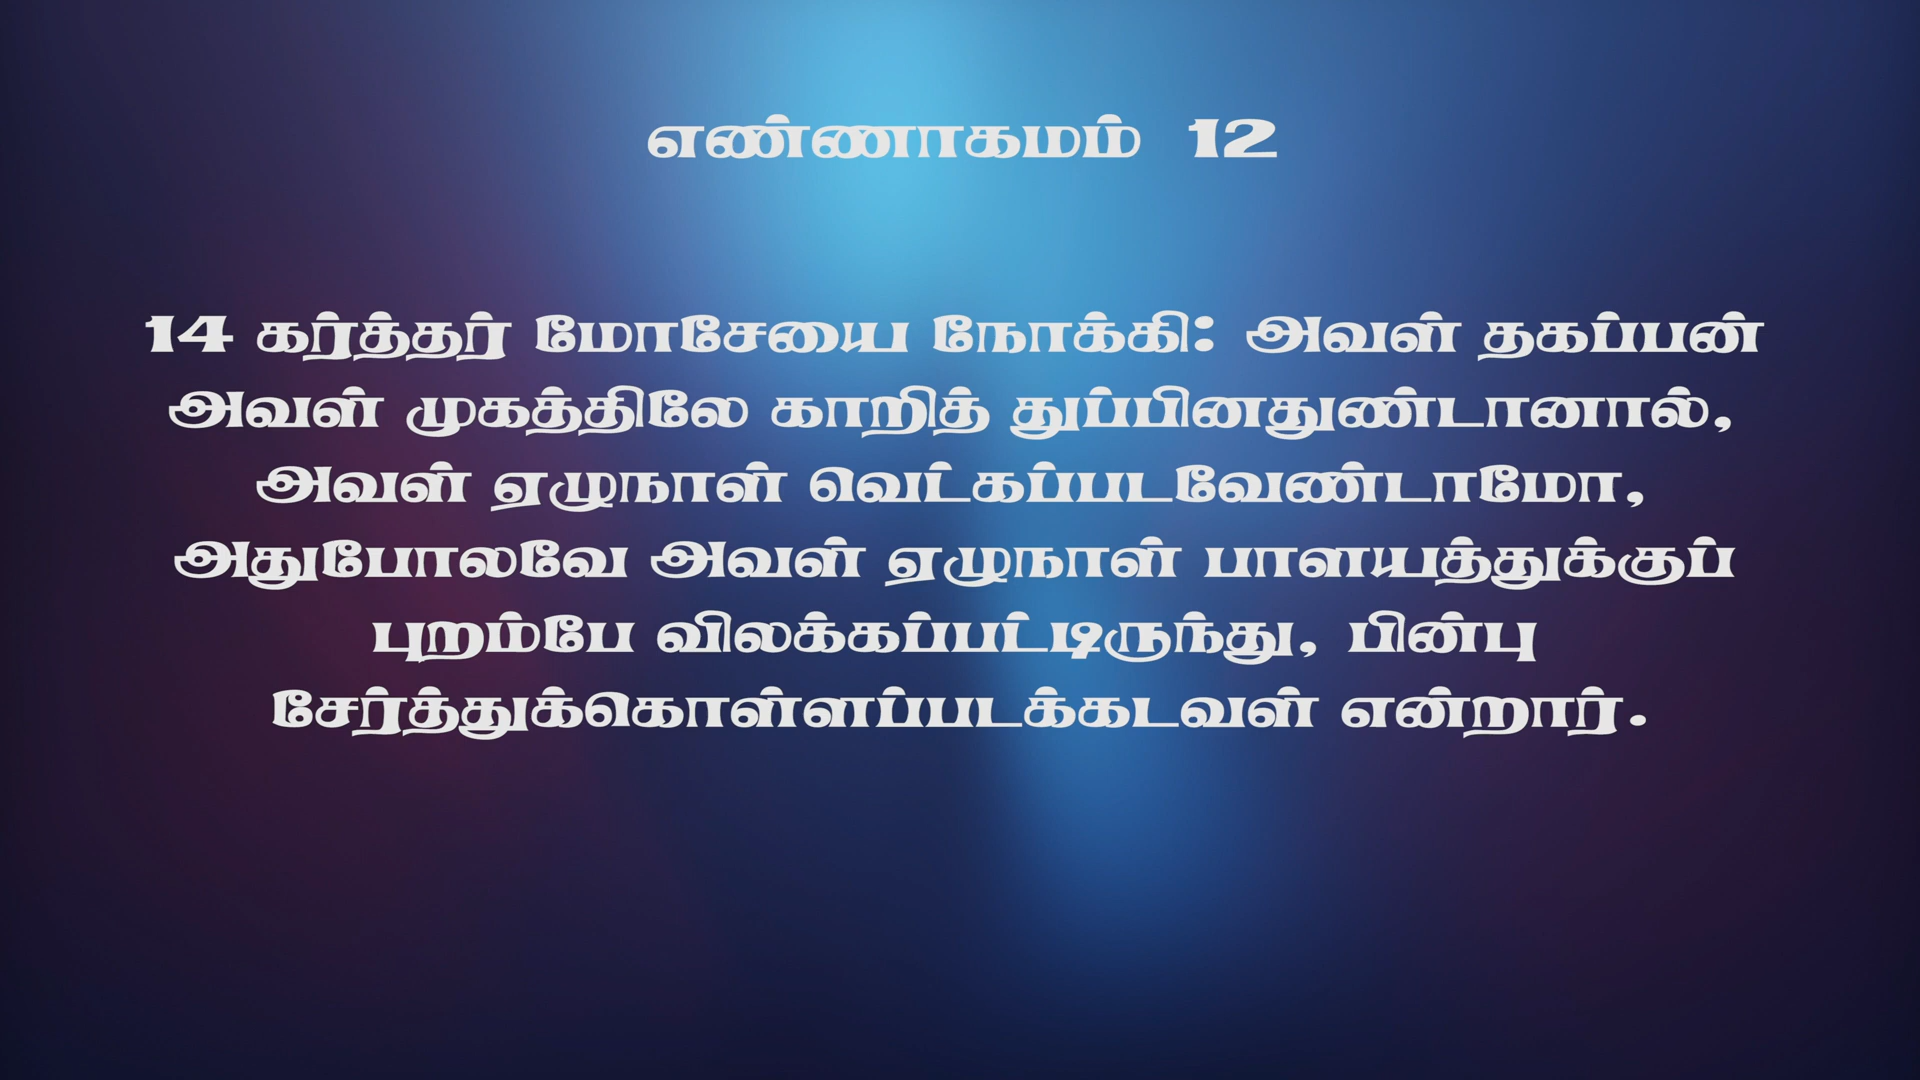 எண்ணாகமம் 12
14 கர்த்தர் மோசேயை நோக்கி: அவள் தகப்பன்
அவள் முகத்திலே காறித் துப்பினதுண்டானால்,
அவள் ஏழுநாள் வெட்கப்படவேண்டாமோ,
அதுபோலவே அவள் ஏழுநாள் பாளயத்துக்குப்
புறம்பே விலக்கப்பட்டிருந்து, பின்பு
சேர்த்துக்கொள்ளப்படக்கடவள் என்றார்.